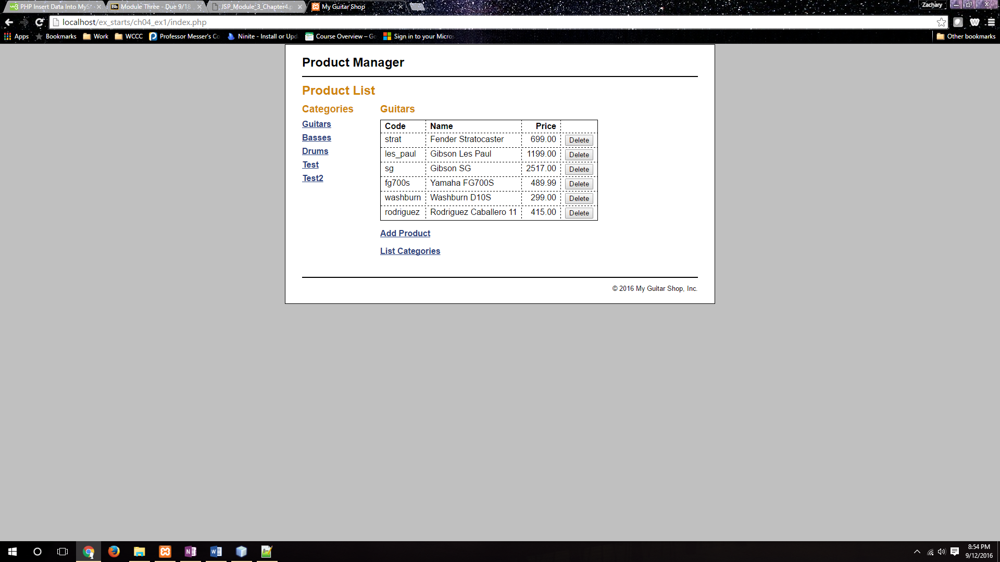 PHP Insert Data Into MyS
Module Three - Due 9/18
JSP_Module_3_Chapter4.p
My Guitar Shop
Zachary
localhost/ex_starts/ch04_ex1/index.php
Apps
Bookmarks
Work
WCCC
Professor Messer's Co
Ninite - Install or Upd
Course Overview – Go
Sign in to your Micros
Other bookmarks
Product Manager
Product List
Categories
Guitars
Basses
Drums
Test
Test2
Guitars
Code Name Price
strat Fender Stratocaster 699.00 Delete
les_paul Gibson Les Paul 1199.00 Delete
sg Gibson SG 2517.00 Delete
fg700s Yamaha FG700S 489.99 Delete
washburn Washburn D10S 299.00 Delete
rodriguez Rodriguez Caballero 11 415.00 Delete
Add Product
List Categories
© 2016 My Guitar Shop, Inc.
8:54 PM
9/12/2016